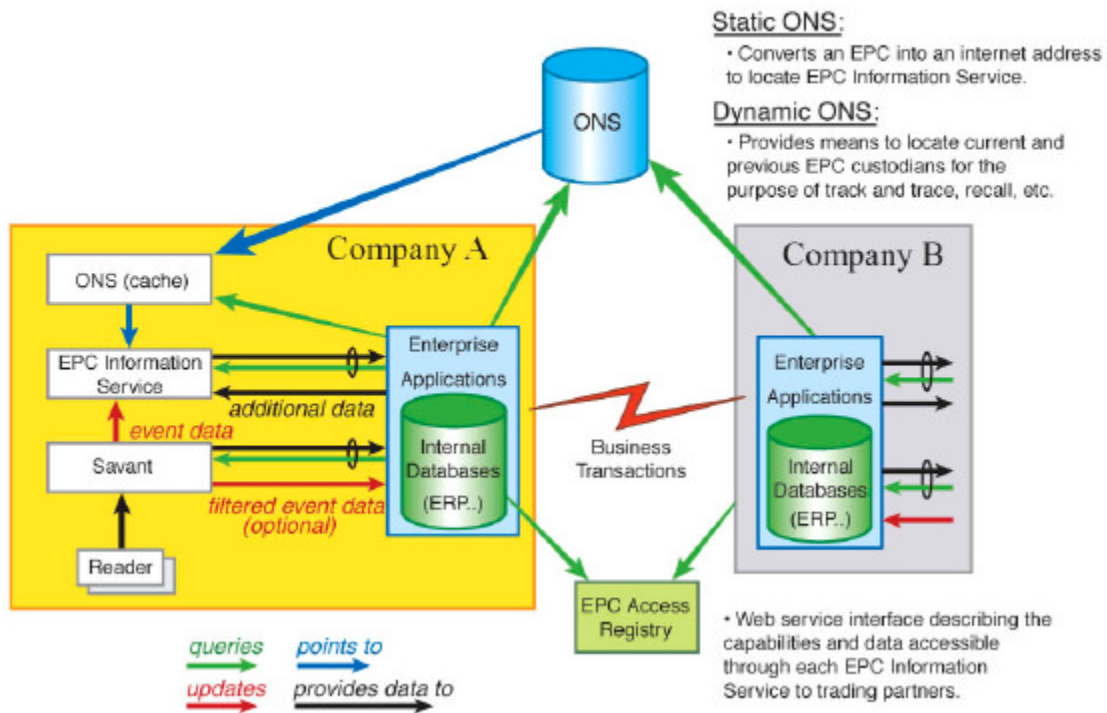 Static ONS:
• Converts an EPC into an internet address
to locate EPC Information Service.
Dynamic ONS:
• Provides means to locate current and
previous EPC custodians for the
purpose of track and trace, recall, etc.
ONS
Company A
ONS (cache)
EPC Information
Service
additional data
event data
Savant
filtered event data
(optional)
Reader
Enterprise
Applications
Internal
Databases
(ERP..)
Business
Transactions
Company B
Enterprise
Applications
Internal
Databases
(ERP..)
EPC Access
Registry
• Web service interface describing the
capabilities and data accessible
through each EPC Information
Service to trading partners.
queries
points to
updates
provides data to